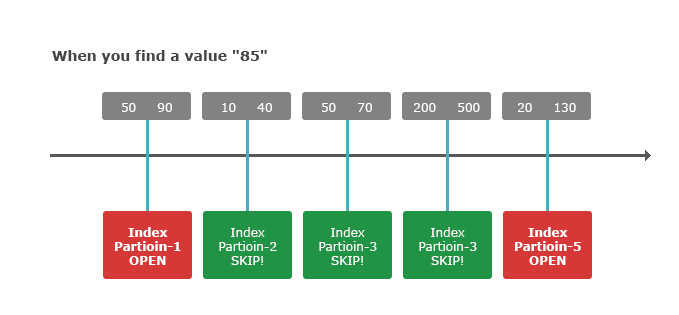 When you find a value "85"
50 90
10 40
50 70
200 500
20 130
Index
Partioin-1
OPEN
Index
Partioin-2
SKIP!
Index
Partioin-3
SKIP!
Index
Partioin-3
SKIP!
Index
Partioin-5
OPEN